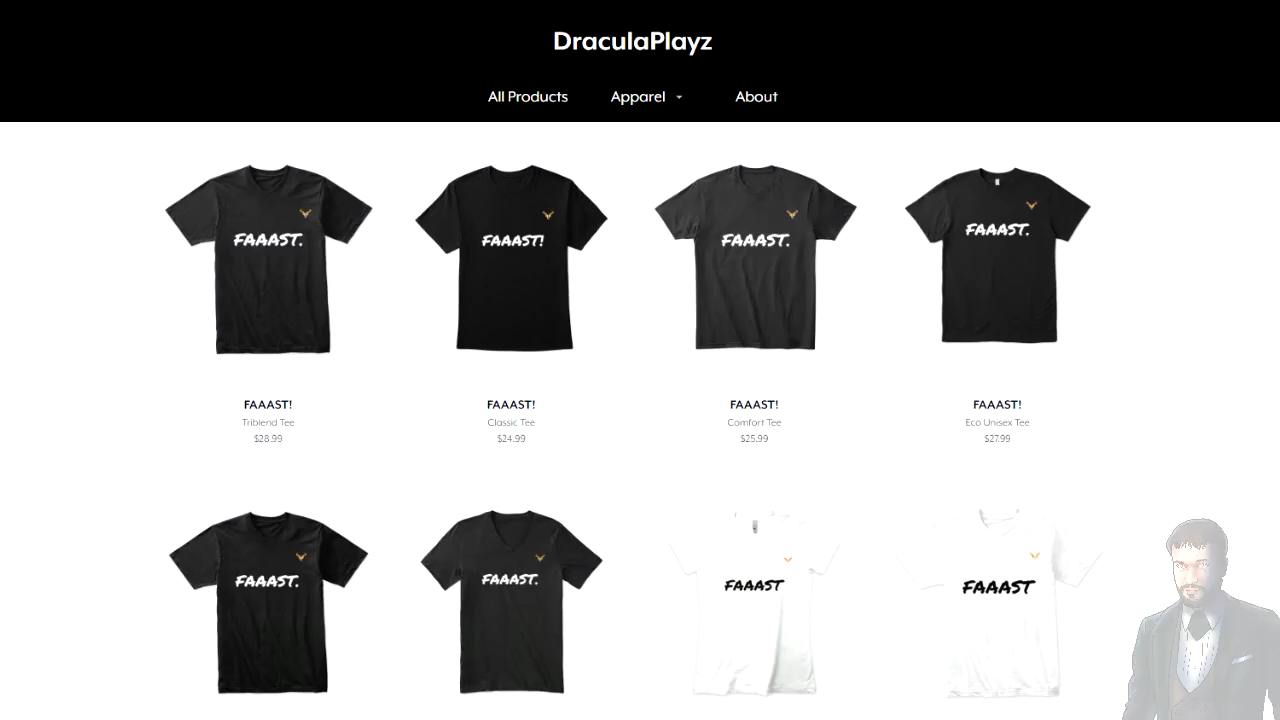 DraculaPlayz
All Products Apparel About
FAAAST. FAAAST! FAAAST. FAAAST.
FAAAST! FAAAST! FAAAST! FAAAST!
Triblend Tee Classic Tee Comfort Tee Eco Unisex Tee
$28.99 $24.99 $25.99 $27.99
FAAAST. FAAAST. FAAAST FAAAST